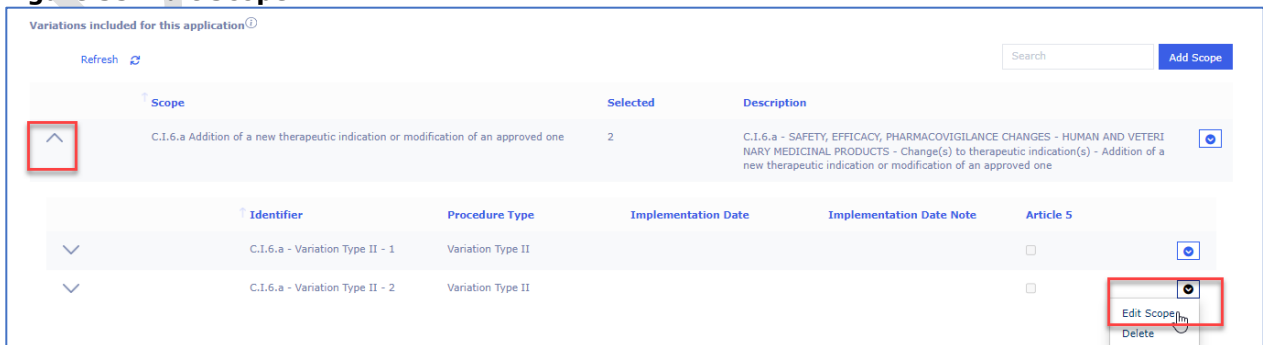 Variations included for this application
Refresh
Search
Add Scope
Scope
Selected
Description
C.I.6.a Addition of a new therapeutic indication or modification of an approved one
2
C.I.6.a - SAFETY, EFFICACY, PHARMACOVIGILANCE CHANGES - HUMAN AND VETERI
NARY MEDICINAL PRODUCTS - Change(s) to therapeutic indication(s) - Addition of a
new therapeutic indication or modification of an approved one
Identifier
Procedure Type
Implementation Date
Implementation Date Note
Article 5
C.I.6.a - Variation Type II - 1
Variation Type II
C.I.6.a - Variation Type II - 2
Variation Type II
Edit Scope
Delete